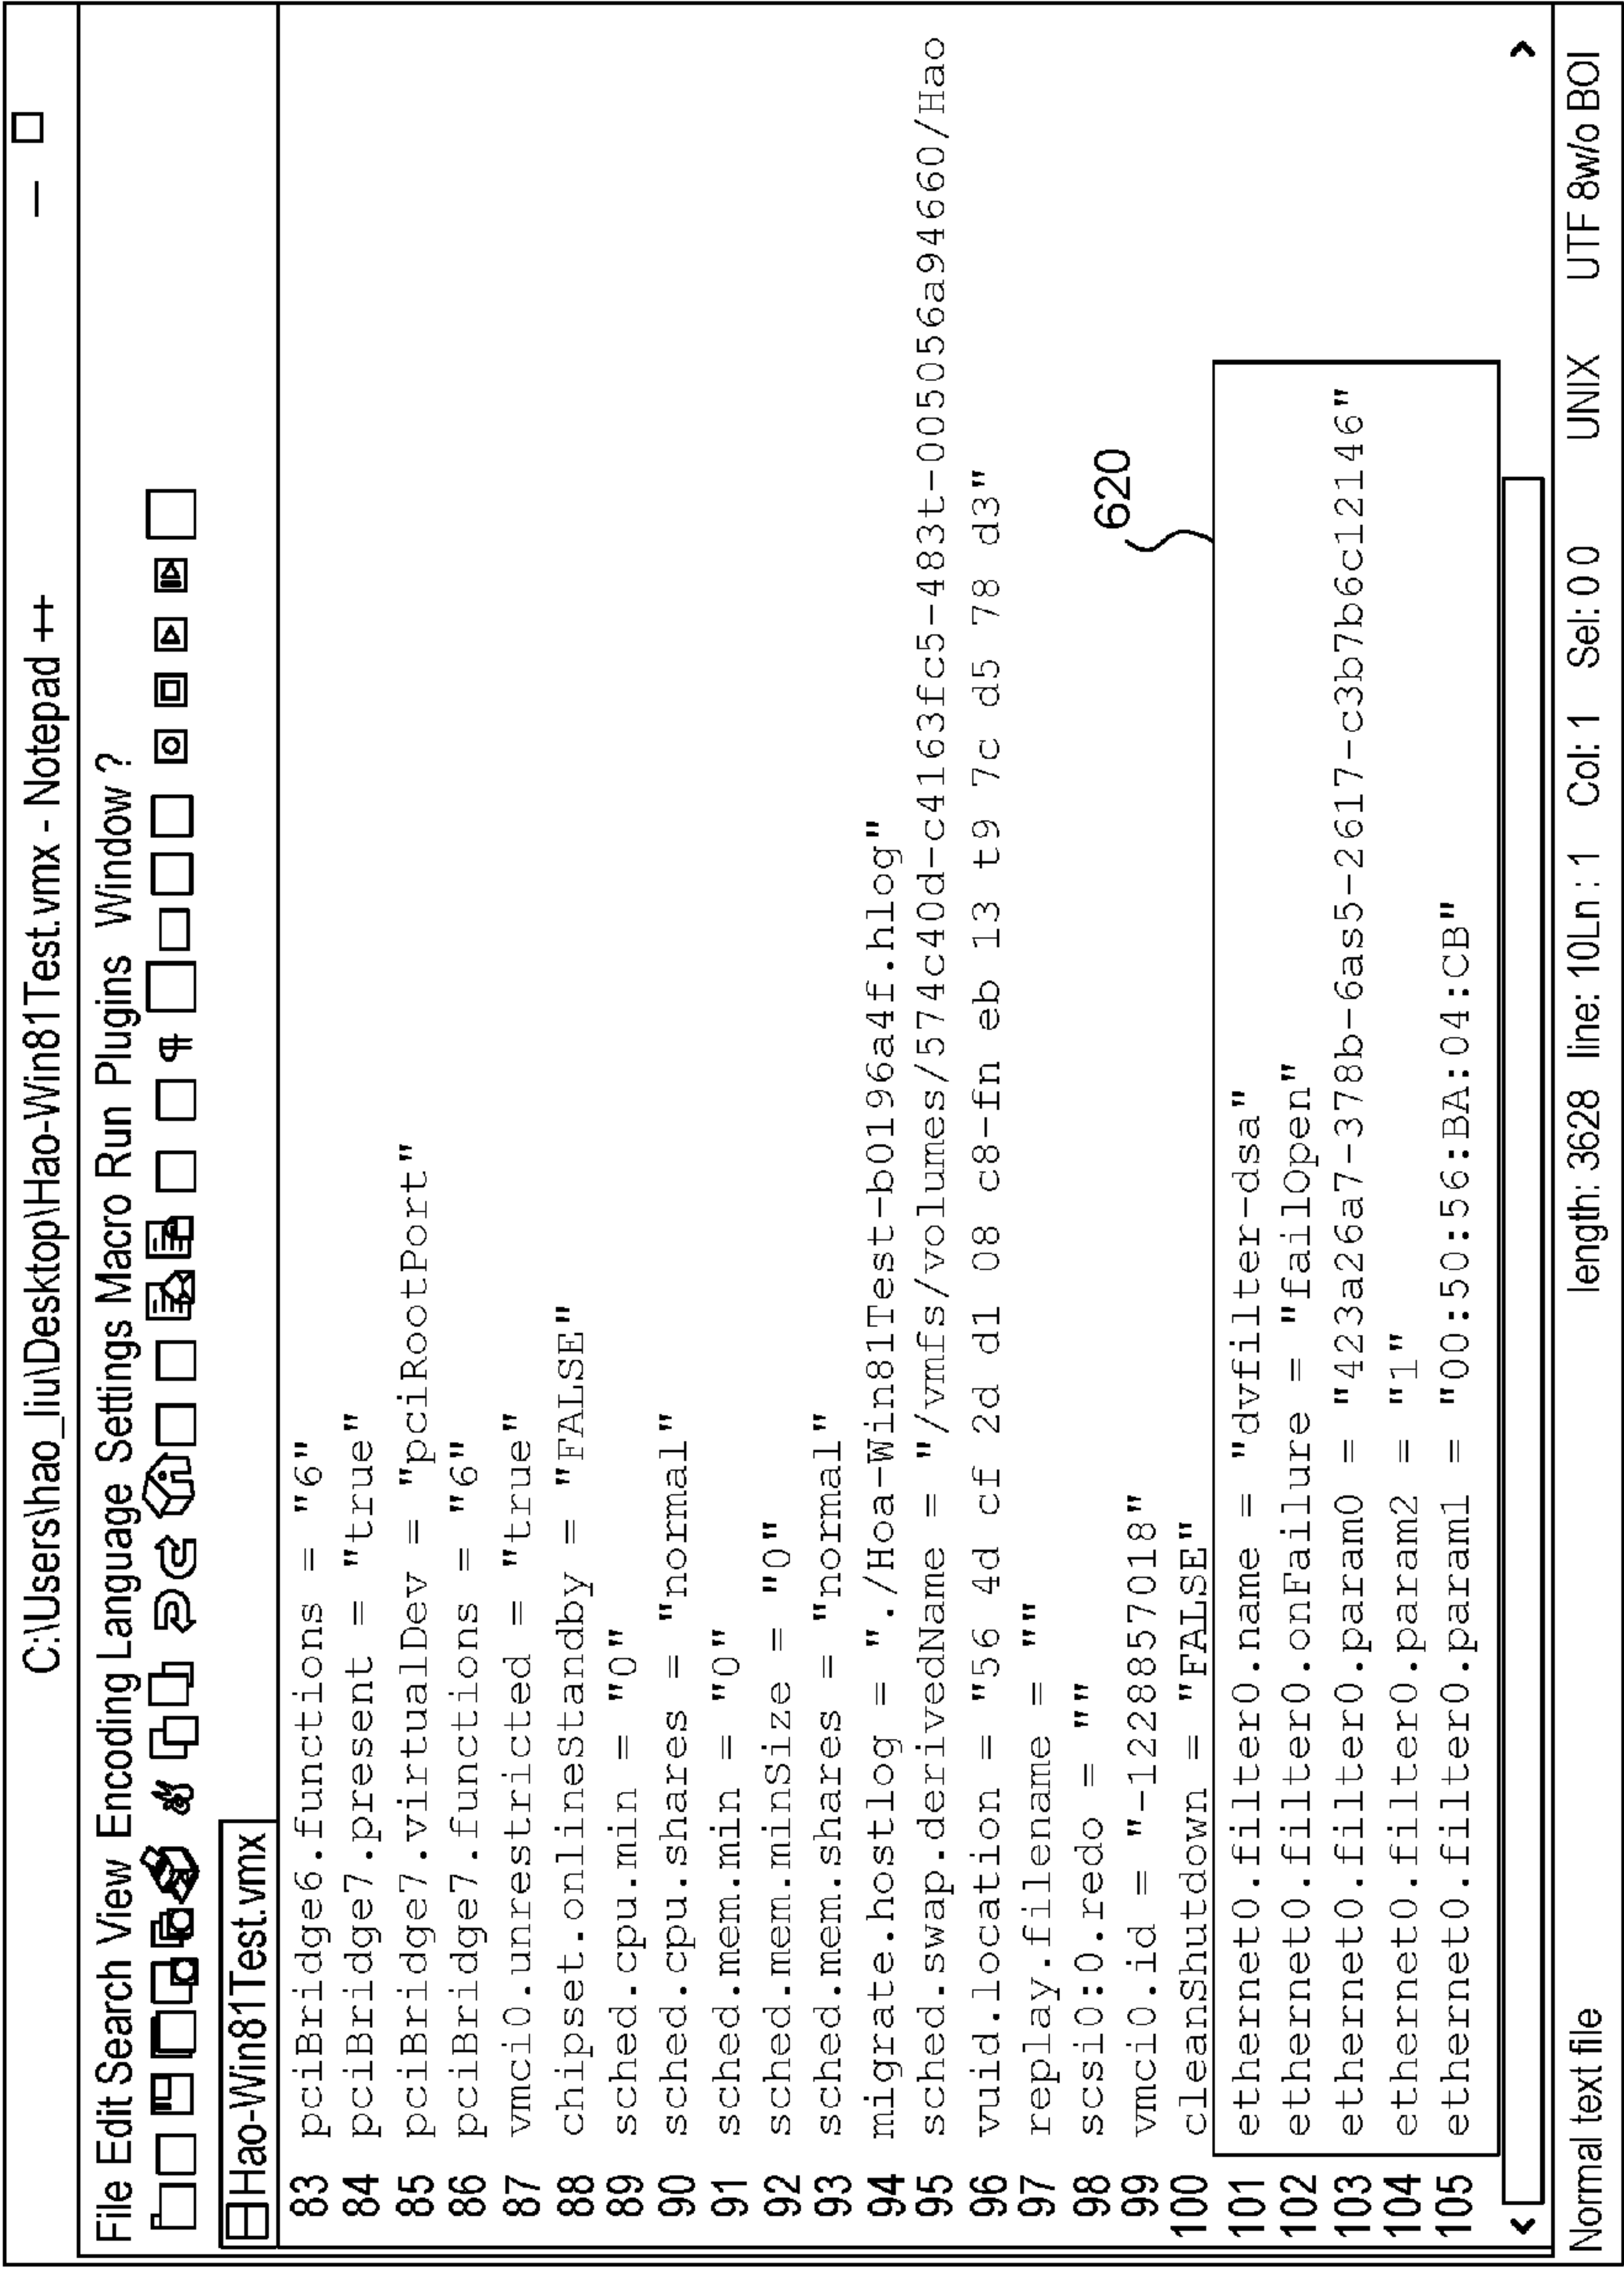 C:\Users\hao_liu\Desktop\Hao-Win81Test.vmx - Notepad ++
File Edit Search View Encoding Language Settings Macro Run Plugins Window ?
Hao-Win81Test.vmx
83 pciBridge6.functions = "6"
84 pciBridge7.present = "true"
85 pciBridge7.virtualDev = "pciRootPort"
86 pciBridge7.functions = "6"
87 vmci0.unrestricted = "true"
88 chipset.onlineStandby = "FALSE"
89 sched.cpu.min = "0"
90 sched.cpu.shares = "normal"
91 sched.mem.min = "0"
92 sched.mem.minSize = "0"
93 sched.mem.shares = "normal"
94 migrate.hostlog = "./Hoa-Win81Test-b0196a4f.hlog"
95 sched.swap.derivedName = "/vmfs/volumes/574c40d-c4163fc5-483t-005056a94660/Hao
96 vuid.location = "56 4d cf 2d d1 08 c8-fn eb 13 t9 7c d5 78 d3"
97 replay.filename = ""
98 scsi0:0.redo = ""
99 vmci0.id = "-1228857018"
100 cleanShutdown = "FALSE"
620
101 ethernet0.filter0.name = "dvfilter-dsa"
102 ethernet0.filter0.onFailure = "failOpen"
103 ethernet0.filter0.param0 = "423a26a7-378b-6as5-2617-c3b7b6c12146"
104 ethernet0.filter0.param2 = "1"
105 ethernet0.filter0.param1 = "00:50:56:BA:04:CB"
Normal text file length: 3628 line: 10Ln : 1 Col: 1 Sel: 0 0 UNIX UTF 8w/o BOI